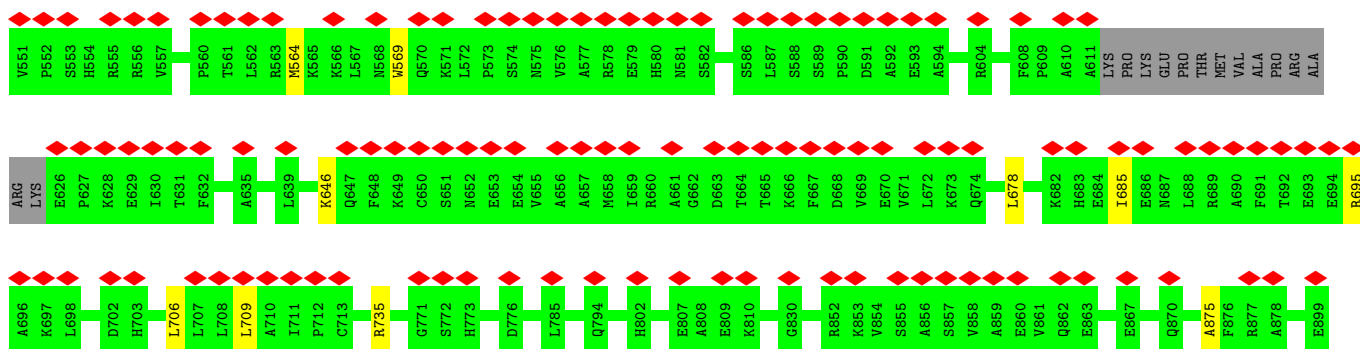 V551 P552 S553 H554 R555 R556 V557 P560 T561 L562 R563 M564 K565 K566 L567 N568 W569 Q570 K571 L572 P573 S574 N575 V576 A577 R578 E579 H580 N581 S582 S586 L587 S588 S589 P590 D591 A592 E593 A594 R604 F608 P609 A610 A611 LYS PRO LYS GLU PRO THR MET VAL ALA PRO ARG ALA
ARG LYS E626 P627 K628 E629 I630 T631 F632 A635 L639 K646 Q647 F648 K649 C650 S651 N652 E653 E654 V655 A656 A657 M658 I659 R660 A661 G662 D663 T664 T665 K666 F667 D668 V669 E670 V671 L672 K673 Q674 L678 K682 H683 E684 I685 E686 N687 L688 R689 A690 F691 T692 E693 E694 R695
A696 K697 L698 D702 H703 L706 L707 L708 L709 A710 I711 P712 C713 R735 G771 S772 H773 D776 L785 Q794 H802 E807 A808 E809 K810 G830 R852 K853 V854 S855 A856 S857 V858 A859 E860 V861 Q862 E863 E867 Q870 A875 F876 R877 A878 E899